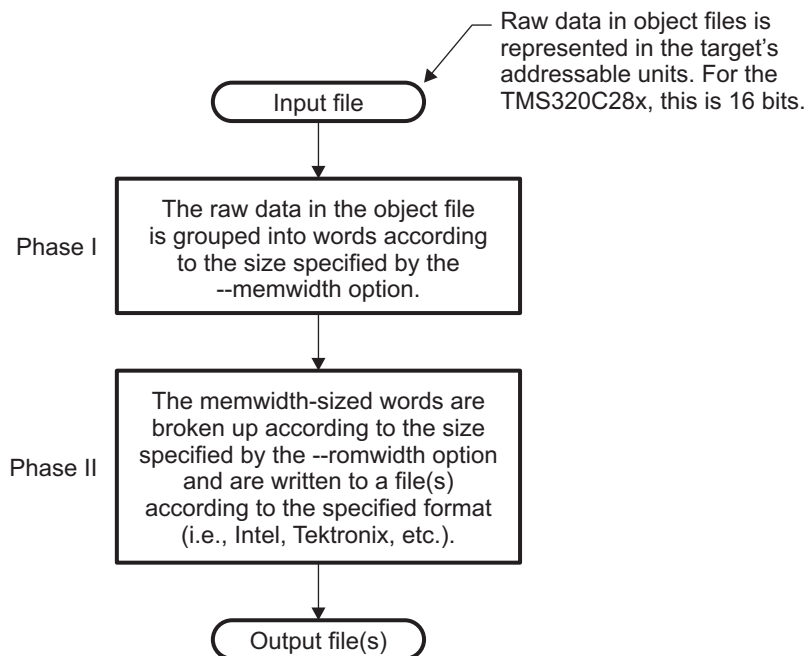 Raw data in object files is
represented in the target's
addressable units. For the
TMS320C28x, this is 16 bits.
Input file
Phase I
The raw data in the object file
is grouped into words according
to the size specified by the
--memwidth option.
Phase II
The memwidth-sized words are
broken up according to the size
specified by the --romwidth option
and are written to a file(s)
according to the specified format
(i.e., Intel, Tektronix, etc.).
Output file(s)